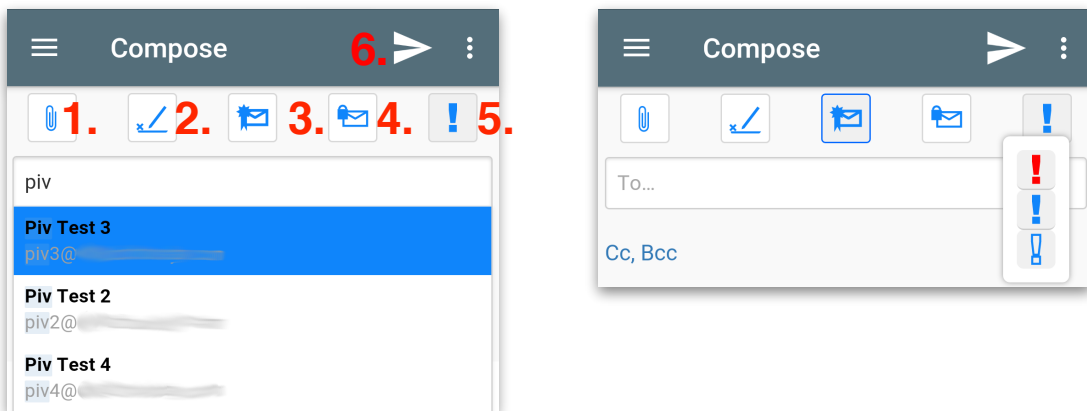 Compose
6.
1.
2.
3.
4.
5.
piv
Piv Test 3
piv3@
Piv Test 2
piv2@
Piv Test 4
piv4@
Compose
To...
Cc, Bcc